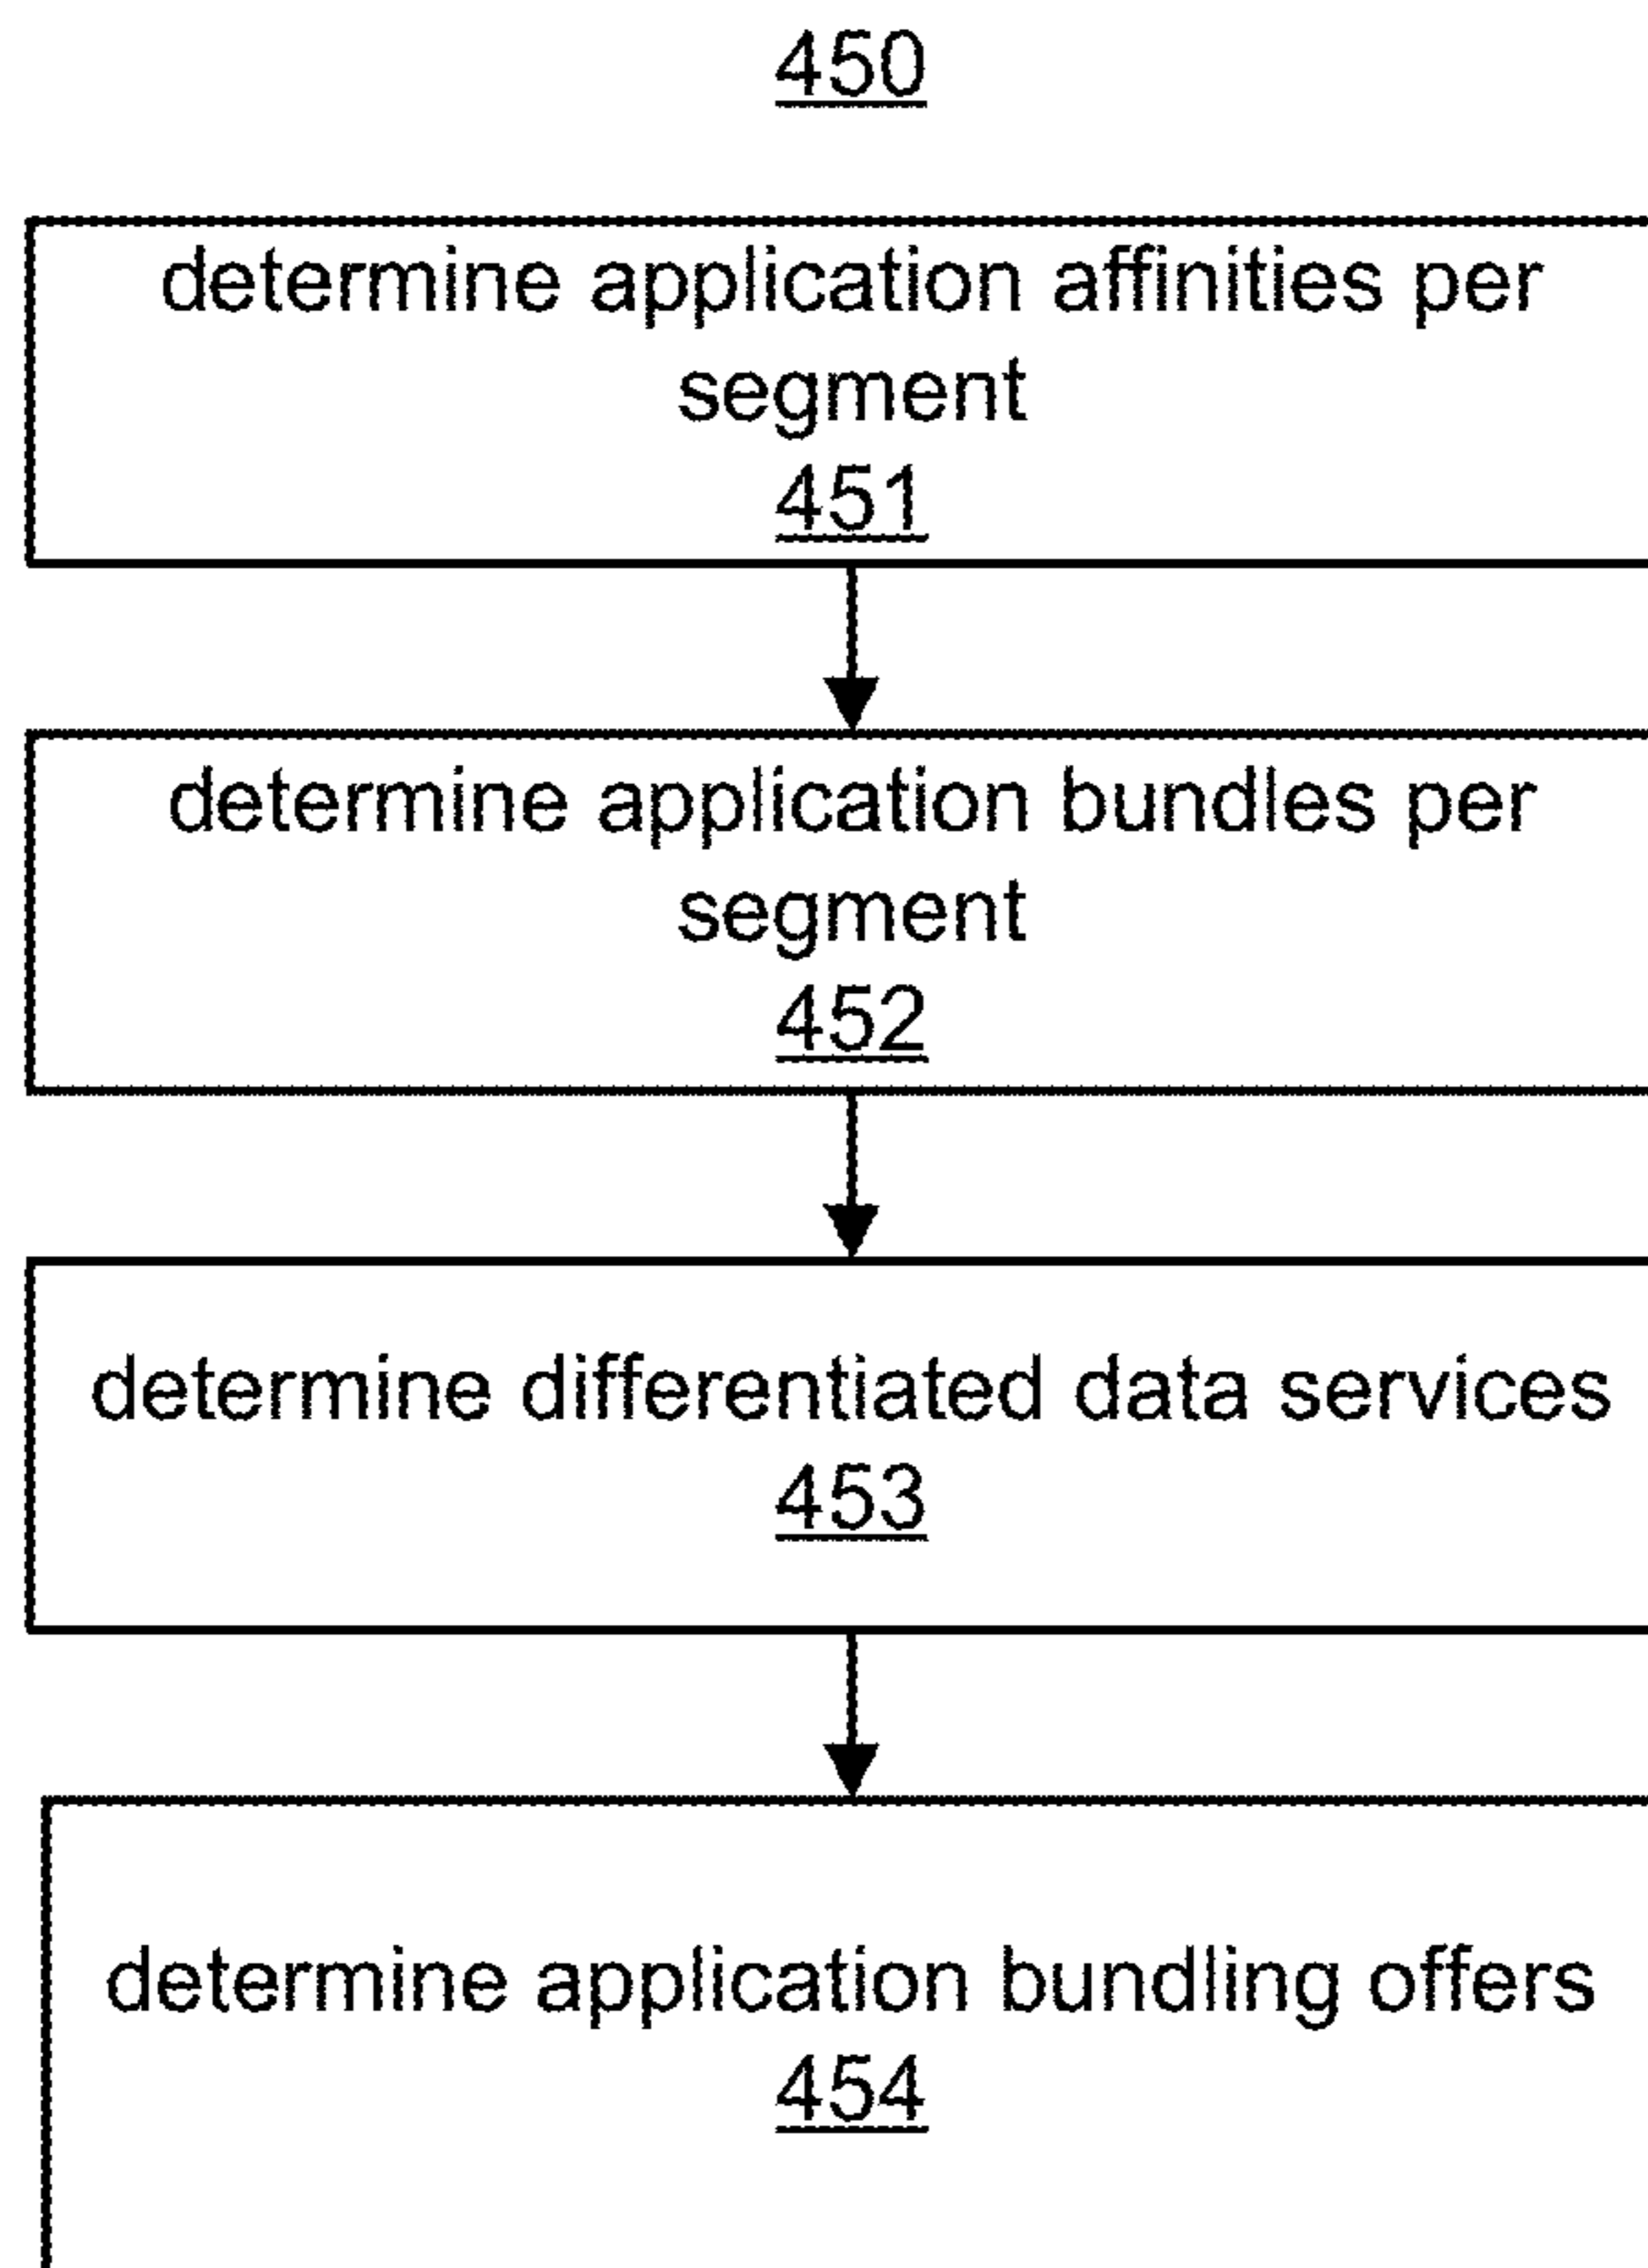 450
determine application affinities per
segment
451
determine application bundles per
segment
452
determine differentiated data services
453
determine application bundling offers
454